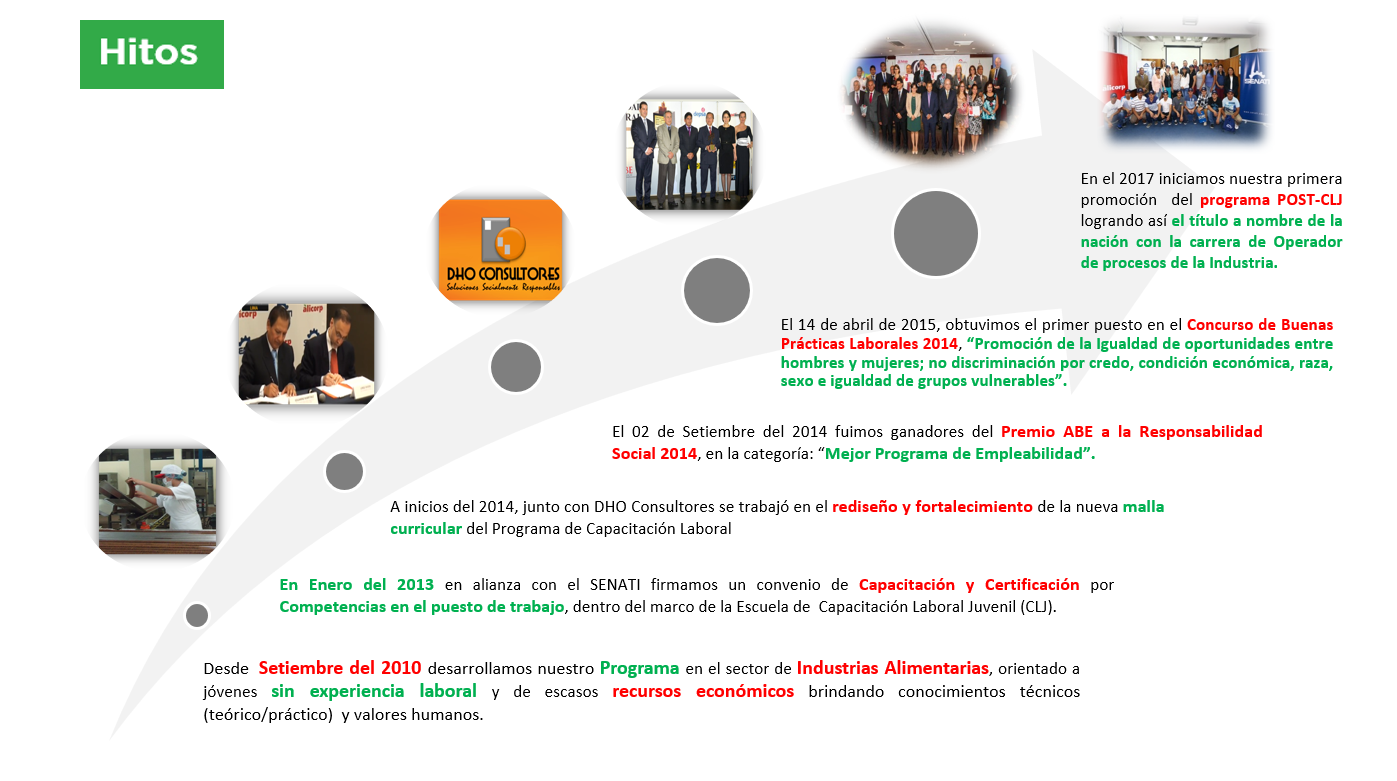 Hitos
En el 2017 iniciamos nuestra primera
promoción del programa POST-CLJ
logrando así el título a nombre de la
nación con la carrera de Operador
de procesos de la Industria.
El 14 de abril de 2015, obtuvimos el primer puesto en el Concurso de Buenas
Prácticas Laborales 2014, “Promoción de la Igualdad de oportunidades entre
hombres y mujeres; no discriminación por credo, condición económica, raza,
sexo e igualdad de grupos vulnerables”.
El 02 de Setiembre del 2014 fuimos ganadores del Premio ABE a la Responsabilidad
Social 2014, en la categoría: “Mejor Programa de Empleabilidad”.
A inicios del 2014, junto con DHO Consultores se trabajó en el rediseño y fortalecimiento de la nueva malla
curricular del Programa de Capacitación Laboral
En Enero del 2013 en alianza con el SENATI firmamos un convenio de Capacitación y Certificación por
Competencias en el puesto de trabajo, dentro del marco de la Escuela de Capacitación Laboral Juvenil (CLJ).
Desde Setiembre del 2010 desarrollamos nuestro Programa en el sector de Industrias Alimentarias, orientado a
jóvenes sin experiencia laboral y de escasos recursos económicos brindando conocimientos técnicos
(teórico/práctico) y valores humanos.
DHO CONSULTORES
Soluciones Socialmente Responsables
alicorp
alicorp
SENATI